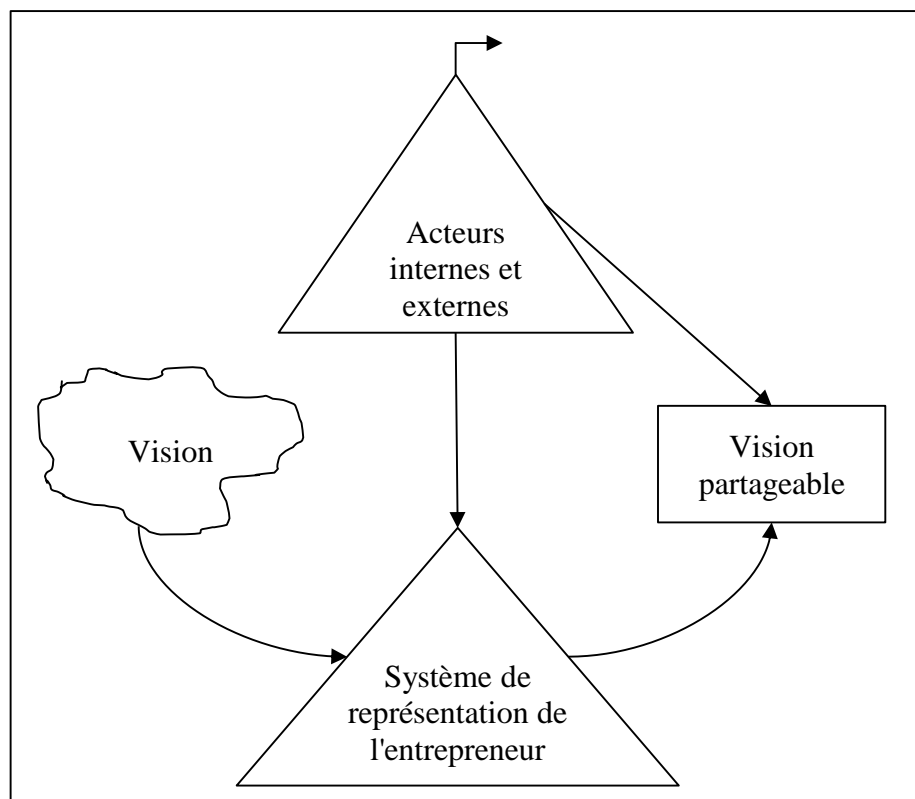 Acteurs
internes et
externes
Vision
Vision
partageable
Système de
représentation de
l'entrepreneur